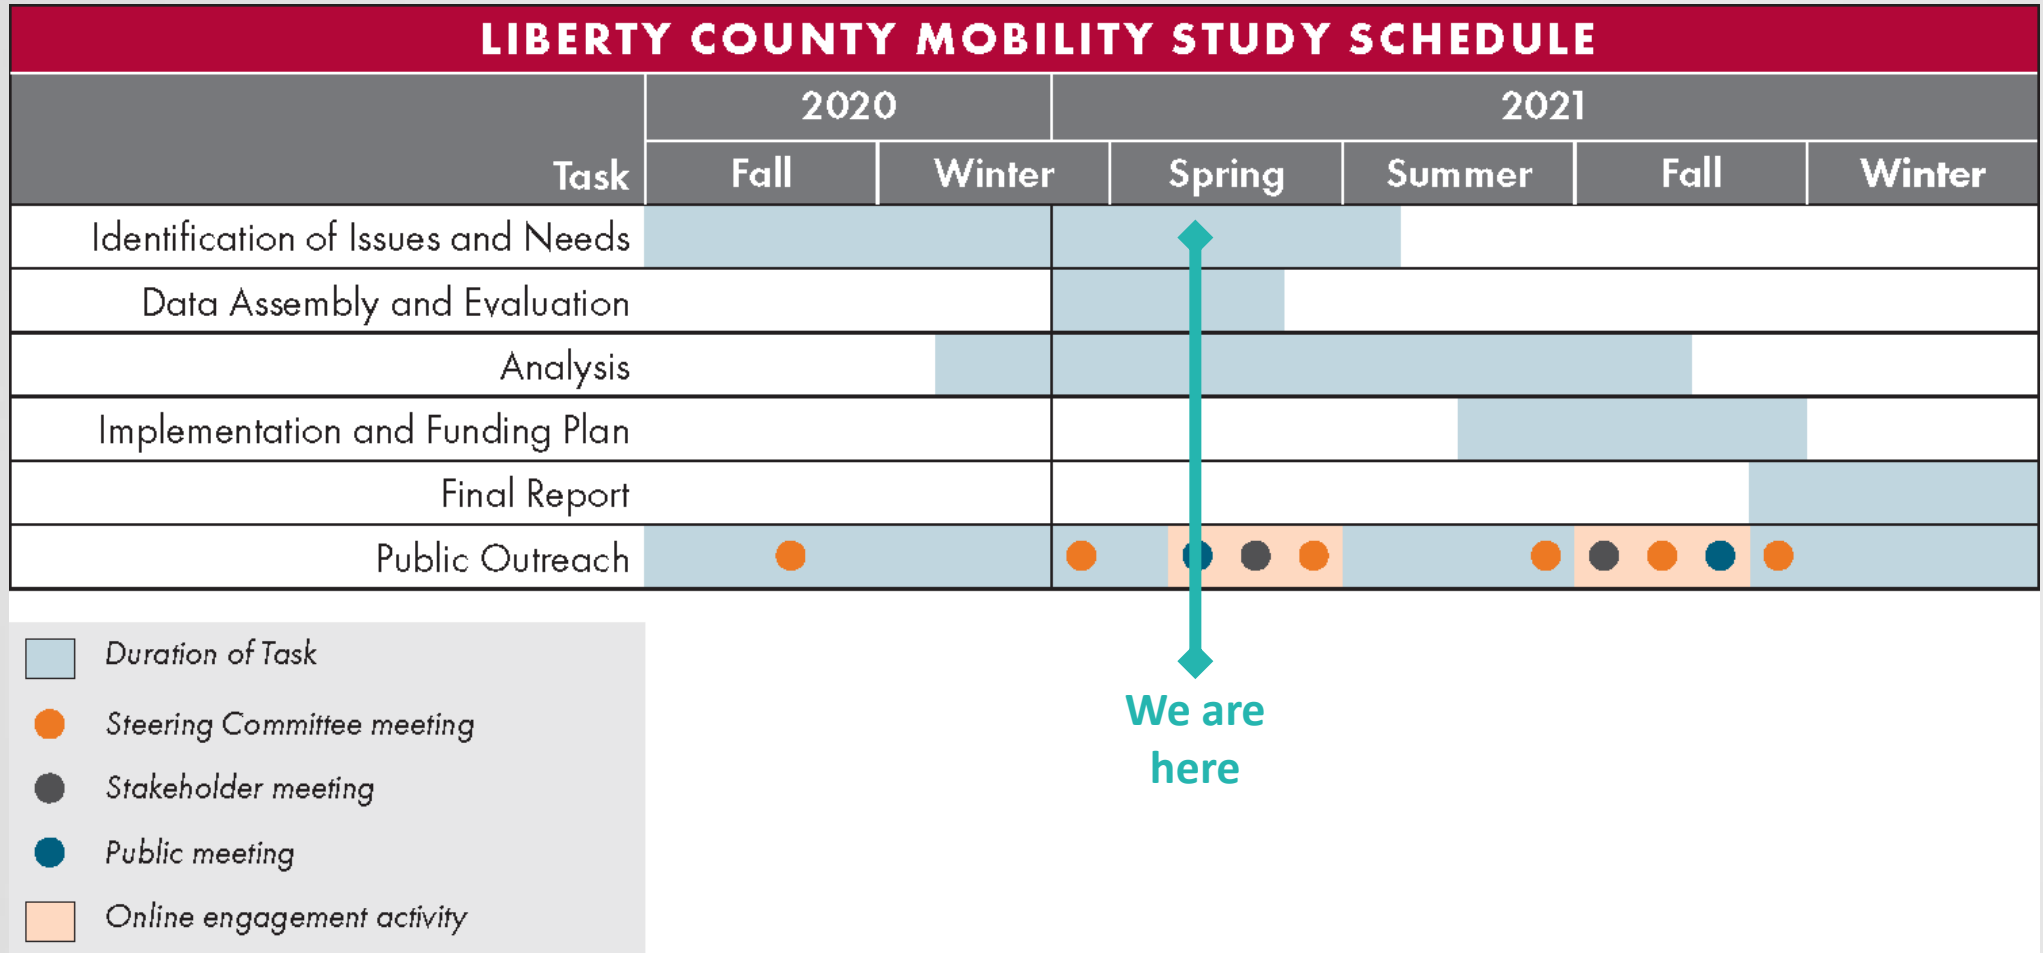 LIBERTY COUNTY MOBILITY STUDY SCHEDULE
2020 2021
Task Fall Winter Spring Summer Fall Winter
Identification of Issues and Needs
Data Assembly and Evaluation
Analysis
Implementation and Funding Plan
Final Report
Public Outreach
Duration of Task
Steering Committee meeting
Stakeholder meeting
Public meeting
Online engagement activity
We are
here